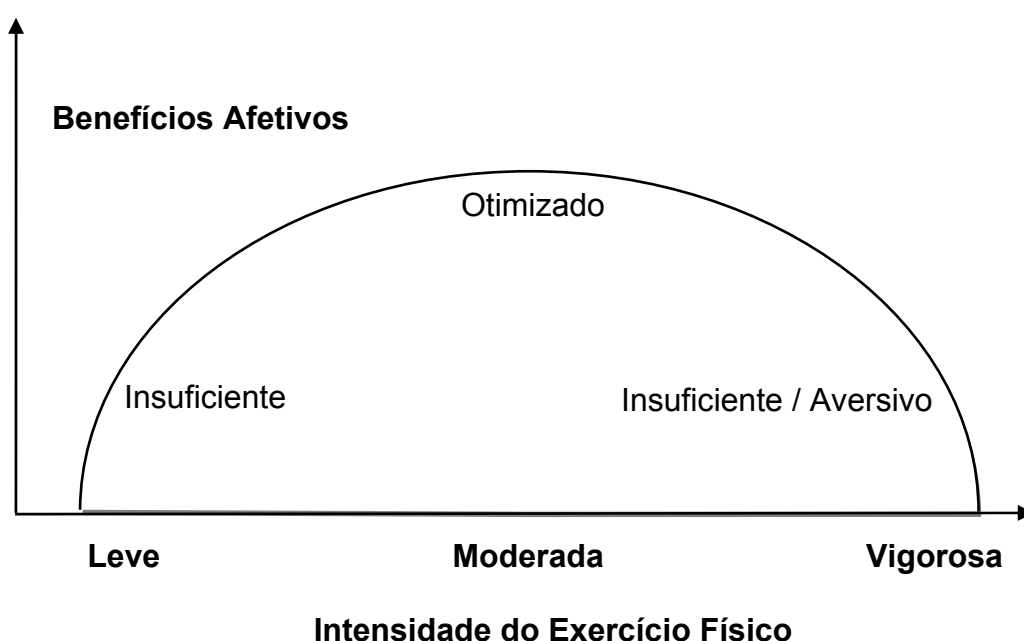 Benefícios Afetivos
Otimizado
Insuficiente
Insuficiente / Aversivo
Leve
Moderada
Vigorosa
Intensidade do Exercício Físico